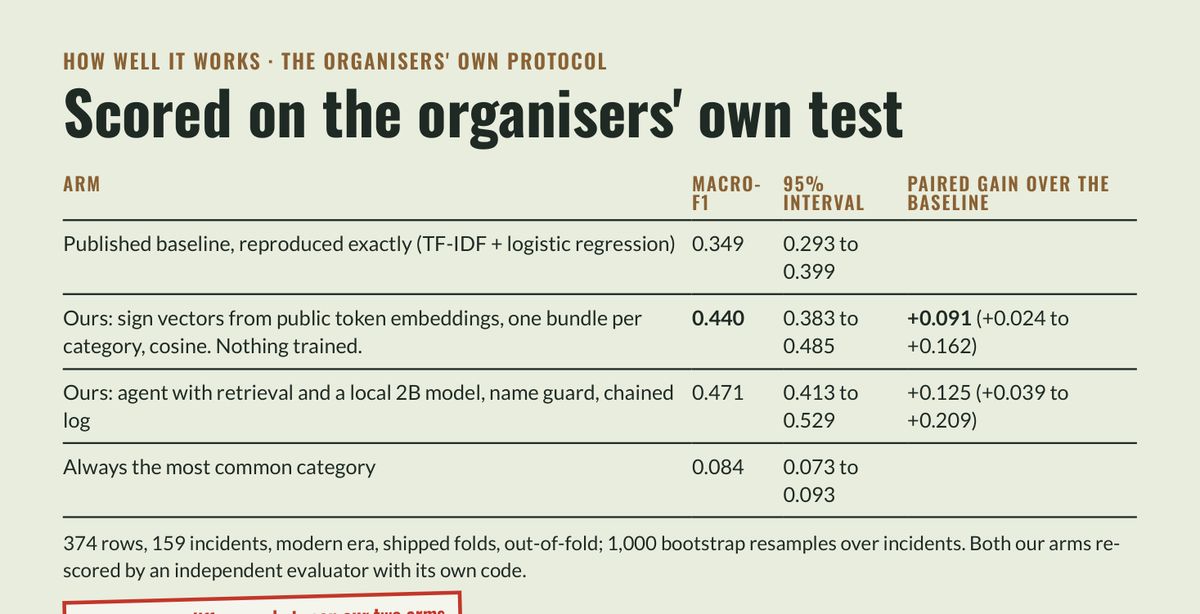 HOW WELL IT WORKS · THE ORGANISERS' OWN PROTOCOL
Scored on the organisers' own test
ARM
MACRO-
F1
95%
INTERVAL
PAIRED GAIN OVER THE
BASELINE
Published baseline, reproduced exactly (TF-IDF + logistic regression)
0.349
0.293 to
0.399
Ours: sign vectors from public token embeddings, one bundle per
category, cosine. Nothing trained.
0.440
0.383 to
0.485
+0.091 (+0.024 to
+0.162)
Ours: agent with retrieval and a local 2B model, name guard, chained
log
0.471
0.413 to
0.529
+0.125 (+0.039 to
+0.209)
Always the most common category
0.084
0.073 to
0.093
374 rows, 159 incidents, modern era, shipped folds, out-of-fold; 1,000 bootstrap resamples over incidents. Both our arms re-
scored by an independent evaluator with its own code.
our two arms